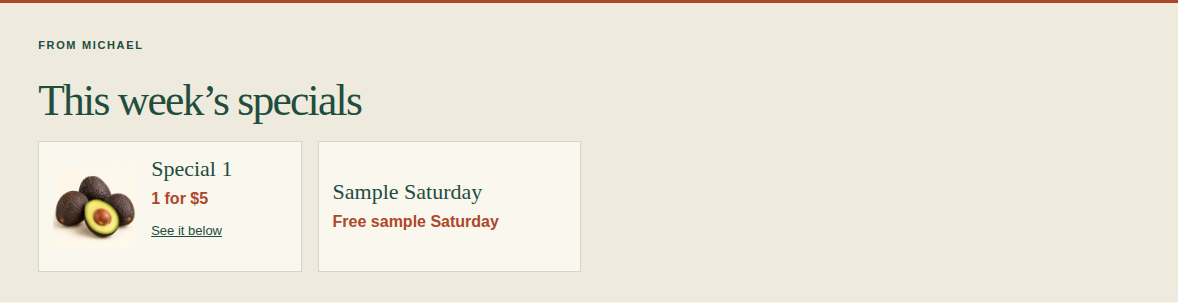 FROM MICHAEL
This week’s specials
Special 1
1 for $5
See it below
Sample Saturday
Free sample Saturday